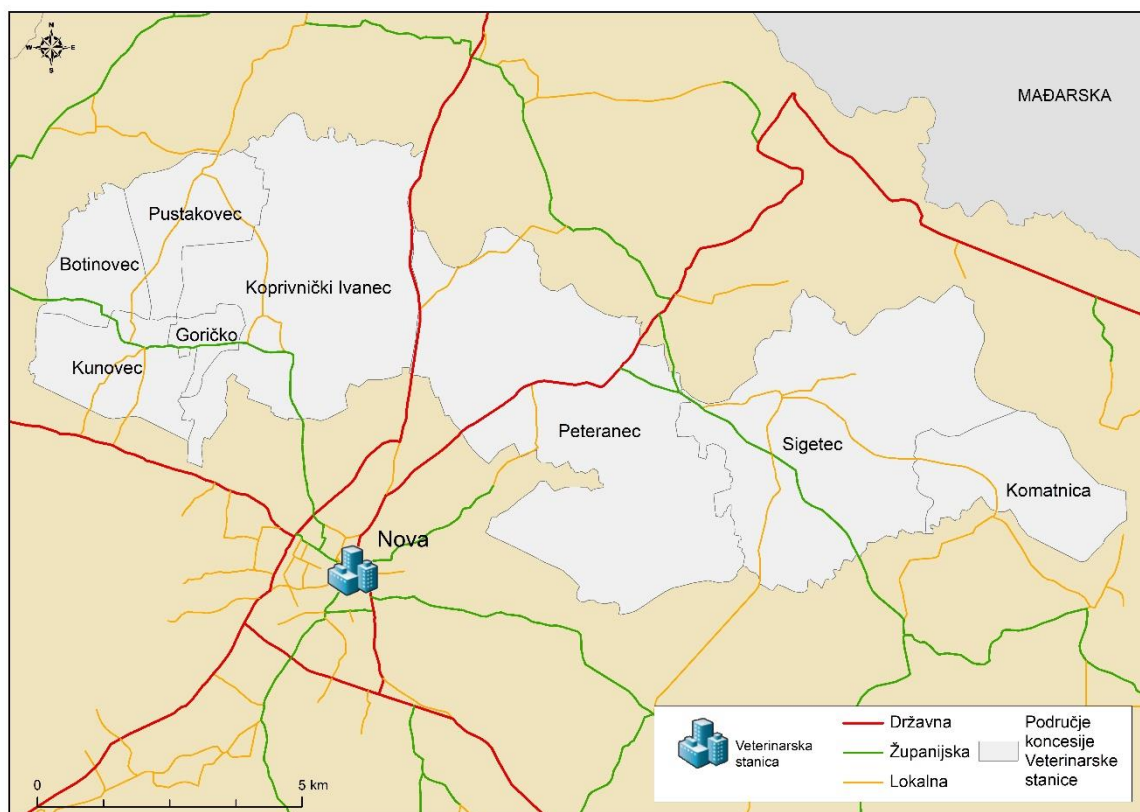 N
W
E
S
MAĐARSKA
Pustakovec
Botinovec
Koprivnički Ivanec
Goričko
Kunovec
Peteranec
Sigetec
Komatnica
Nova
Veterinarska
stanica
Državna
Županijska
Lokalna
Područje
koncesije
Veterinarske
stanice
0
5 km